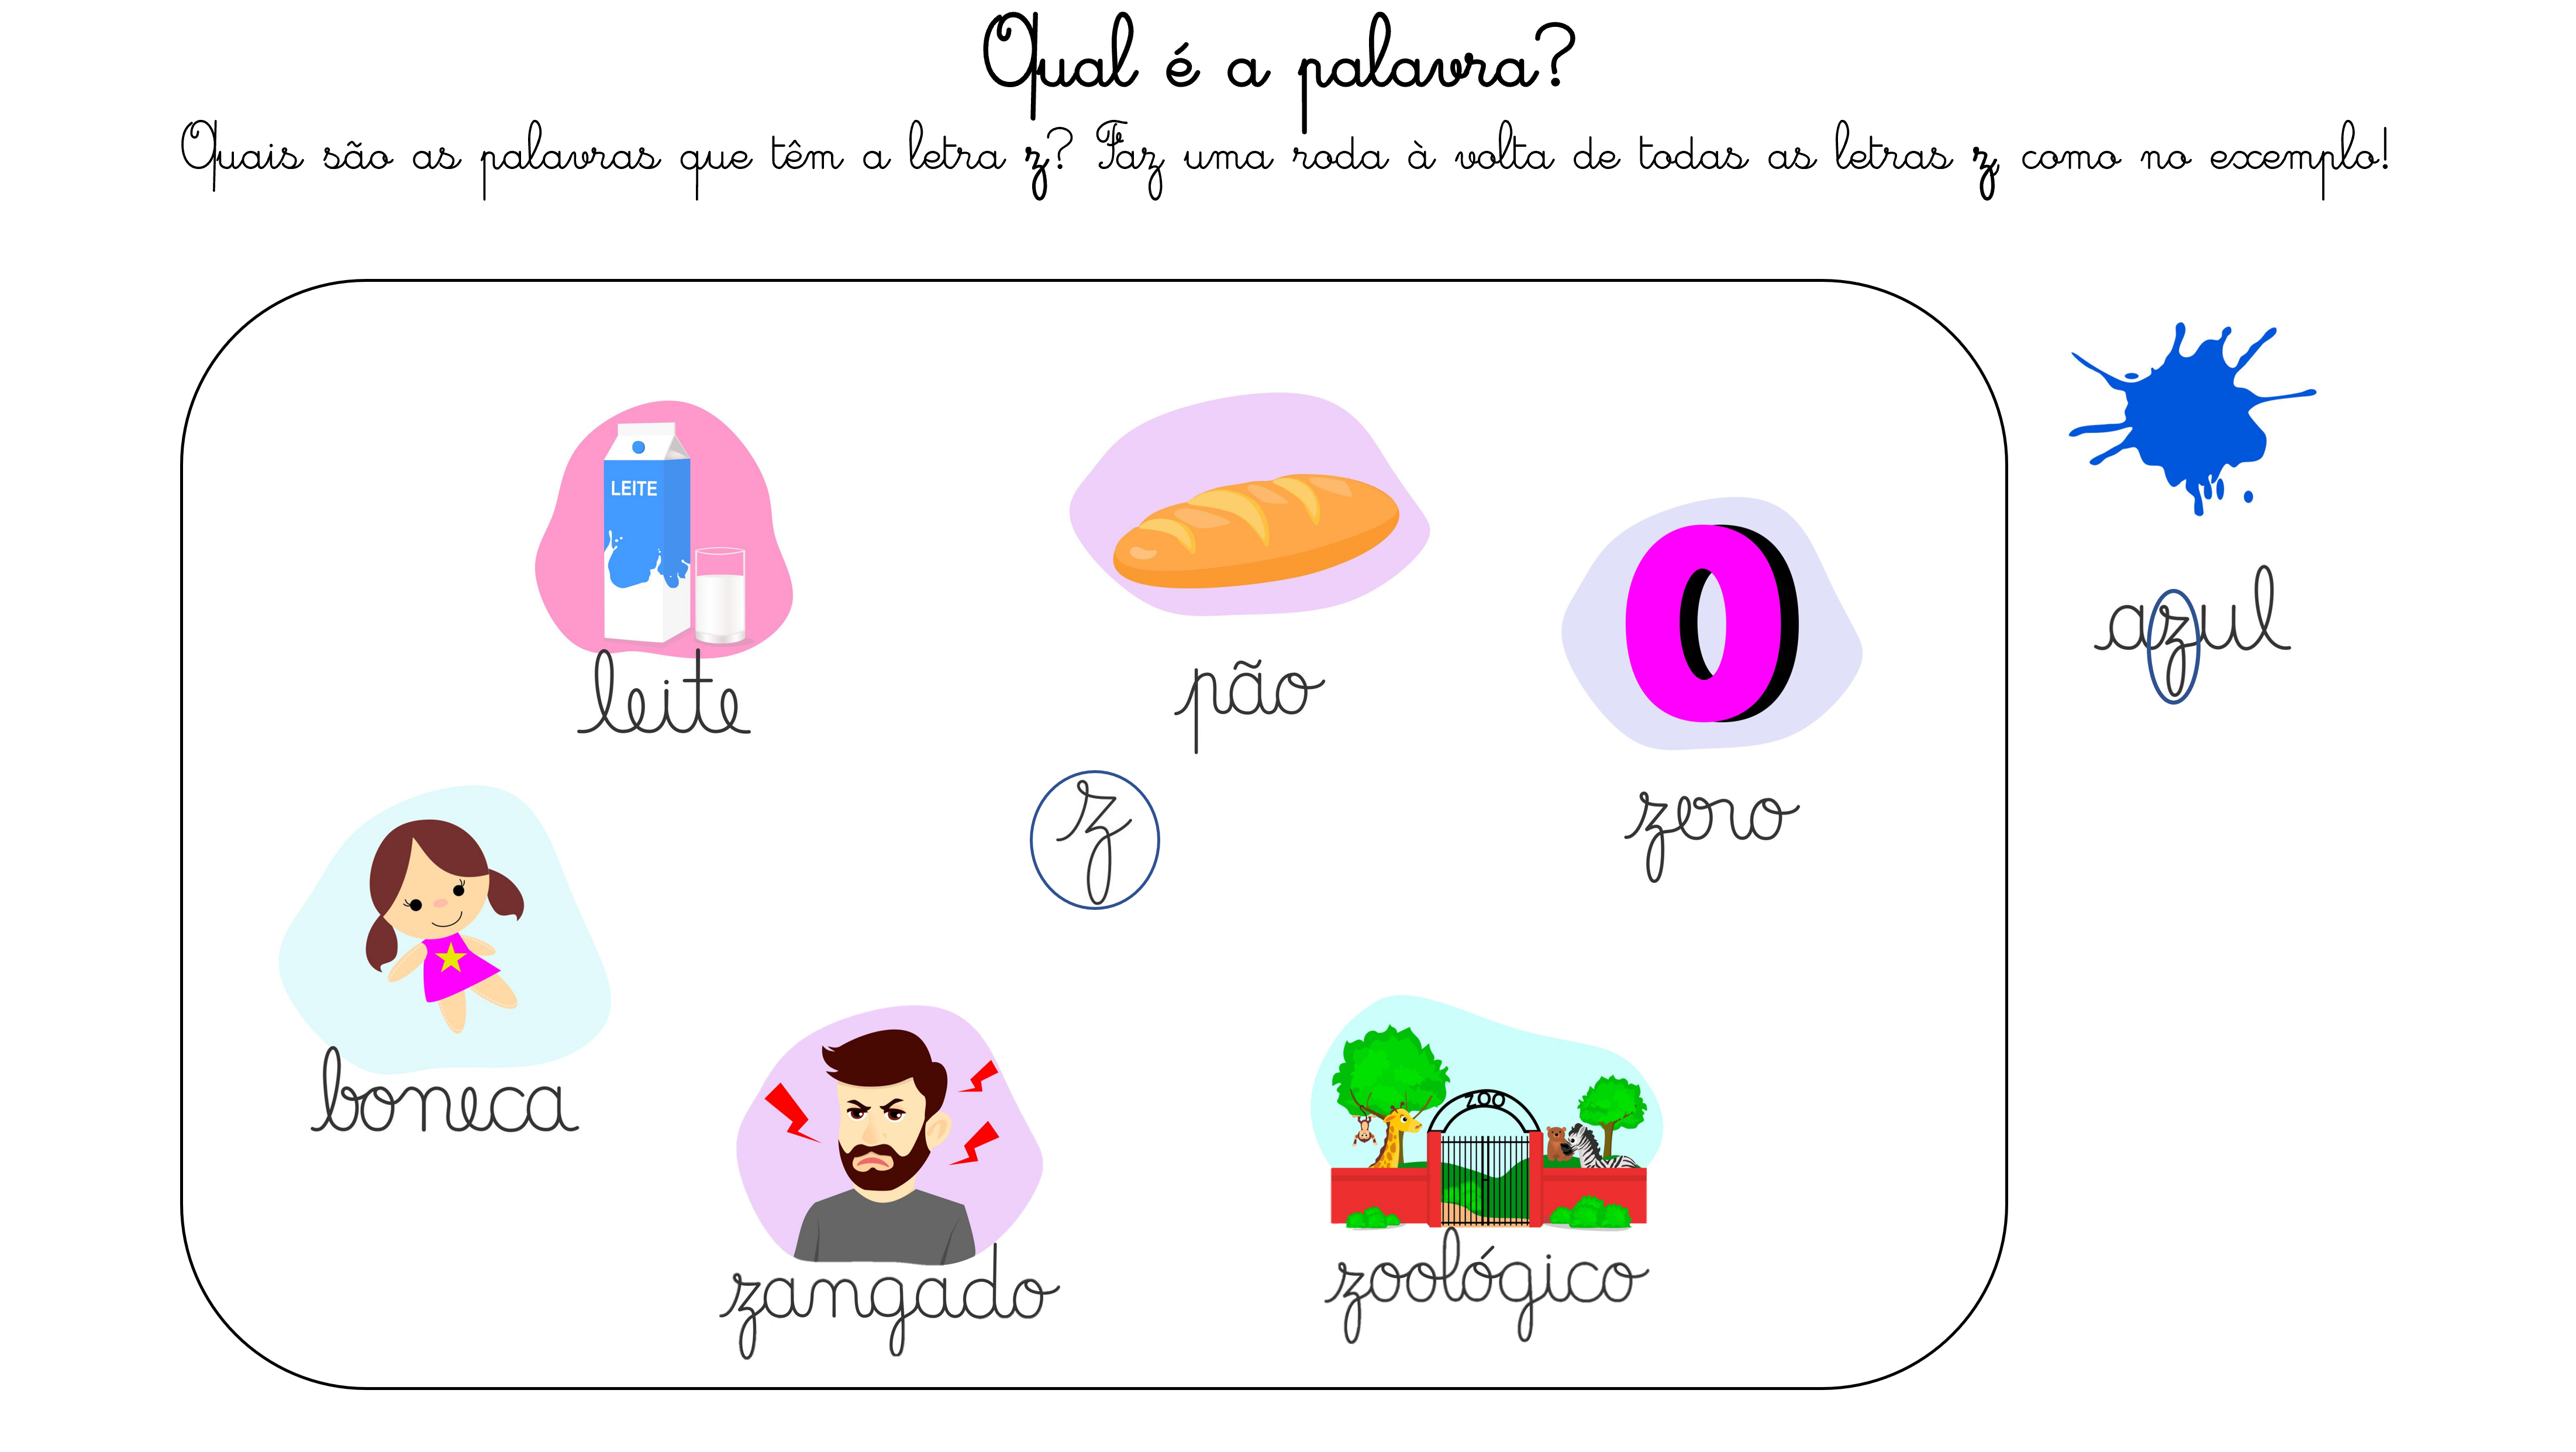 Qual é a palavra?
Quais são as palavras que têm a letra z? Faz uma roda à volta de todas as letras z como no exemplo!
LEITE
leite
pão
0
zero
azul
z
boneca
zangado
ZOO
zoológico